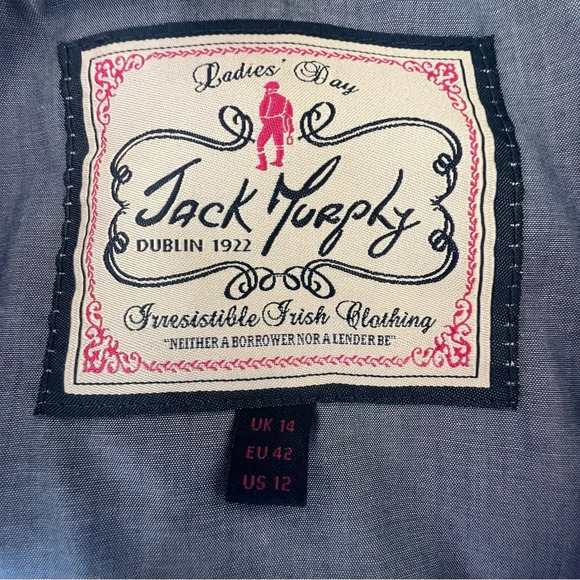 Ladies' Day
Jack Murphy
DUBLIN 1922
Irresistible Irish Clothing
"NEITHER A BORROWER NOR A LENDER BE"
UK 14
EU 42
US 12